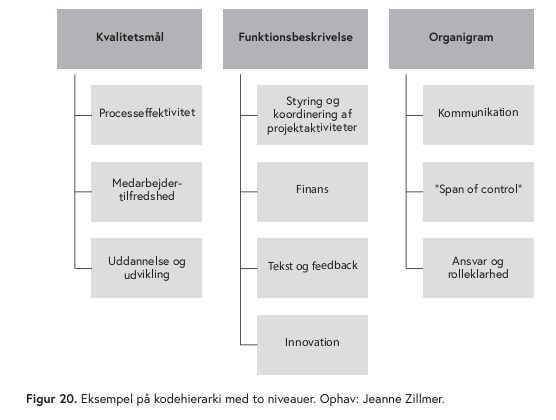 Kvalitetsmål
Processeffektivitet
Medarbejder-
tilfredshed
Uddannelse og
udvikling
Funktionsbeskrivelse
Styring og
koordinering af
projektaktiviteter
Finans
Tekst og feedback
Innovation
Organigram
Kommunikation
"Span of control"
Ansvar og
rolleklarhed
Figur 20. Eksempel på kodehierarki med to niveauer. Ophav: Jeanne Zillmer.